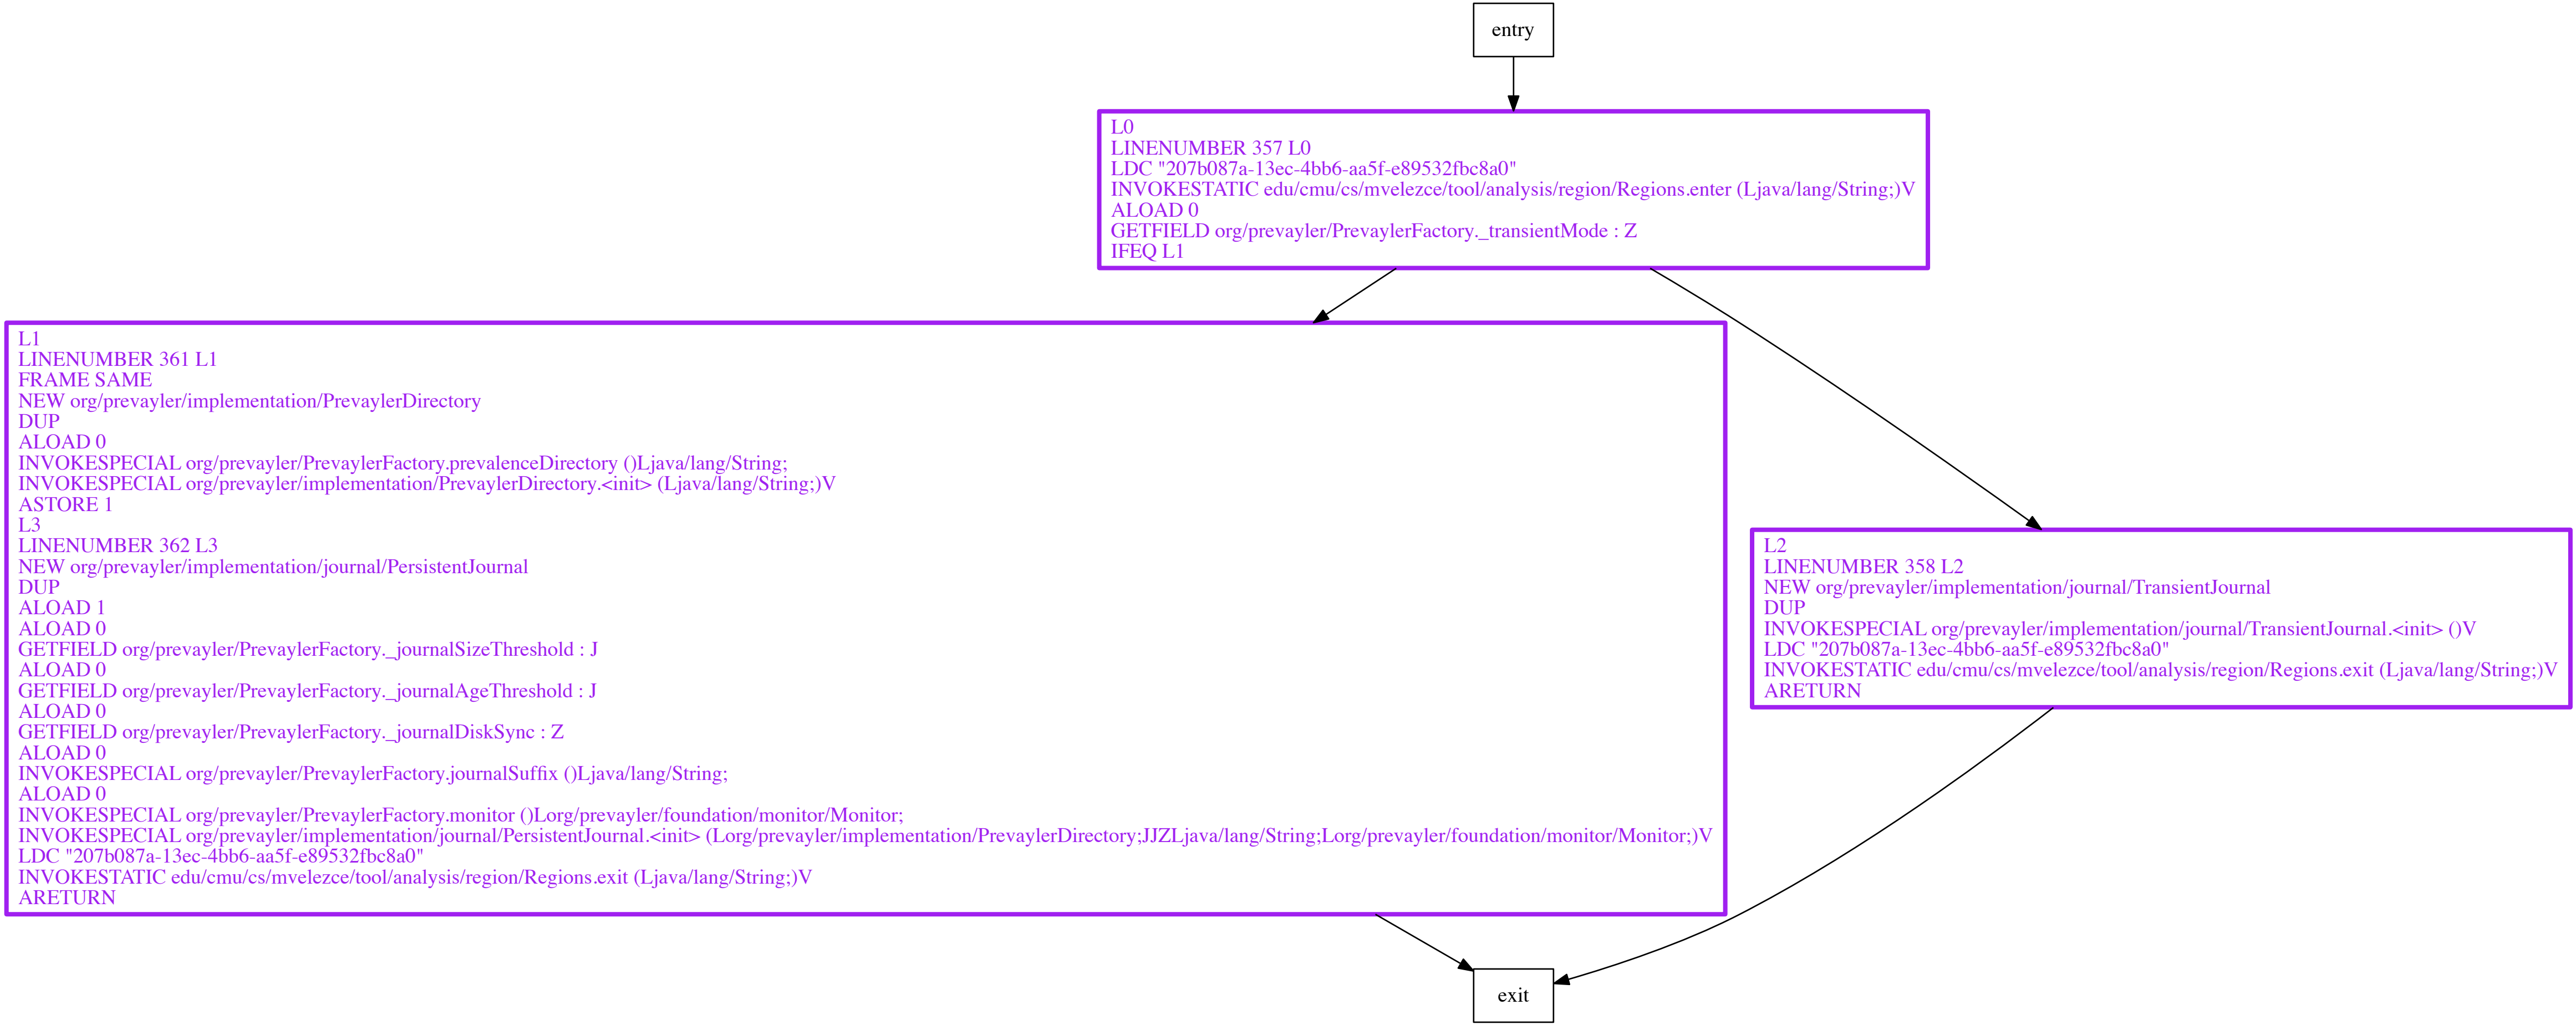 entry
L0
LINENUMBER 357 L0
LDC "207b087a-13ec-4bb6-aa5f-e89532fbc8a0"
INVOKESTATIC edu/cmu/cs/mvelezce/tool/analysis/region/Regions.enter (Ljava/lang/String;)V
ALOAD 0
GETFIELD org/prevayler/PrevaylerFactory._transientMode : Z
IFEQ L1
L1
LINENUMBER 361 L1
FRAME SAME
NEW org/prevayler/implementation/PrevaylerDirectory
DUP
ALOAD 0
INVOKESPECIAL org/prevayler/PrevaylerFactory.prevalenceDirectory ()Ljava/lang/String;
INVOKESPECIAL org/prevayler/implementation/PrevaylerDirectory.<init> (Ljava/lang/String;)V
ASTORE 1
L3
LINENUMBER 362 L3
NEW org/prevayler/implementation/journal/PersistentJournal
DUP
ALOAD 1
ALOAD 0
GETFIELD org/prevayler/PrevaylerFactory._journalSizeThreshold : J
ALOAD 0
GETFIELD org/prevayler/PrevaylerFactory._journalAgeThreshold : J
ALOAD 0
GETFIELD org/prevayler/PrevaylerFactory._journalDiskSync : Z
ALOAD 0
INVOKESPECIAL org/prevayler/PrevaylerFactory.journalSuffix ()Ljava/lang/String;
ALOAD 0
INVOKESPECIAL org/prevayler/PrevaylerFactory.monitor ()Lorg/prevayler/foundation/monitor/Monitor;
INVOKESPECIAL org/prevayler/implementation/journal/PersistentJournal.<init> (Lorg/prevayler/implementation/PrevaylerDirectory;JJZLjava/lang/String;Lorg/prevayler/foundation/monitor/Monitor;)V
LDC "207b087a-13ec-4bb6-aa5f-e89532fbc8a0"
INVOKESTATIC edu/cmu/cs/mvelezce/tool/analysis/region/Regions.exit (Ljava/lang/String;)V
ARETURN
L2
LINENUMBER 358 L2
NEW org/prevayler/implementation/journal/TransientJournal
DUP
INVOKESPECIAL org/prevayler/implementation/journal/TransientJournal.<init> ()V
LDC "207b087a-13ec-4bb6-aa5f-e89532fbc8a0"
INVOKESTATIC edu/cmu/cs/mvelezce/tool/analysis/region/Regions.exit (Ljava/lang/String;)V
ARETURN
exit